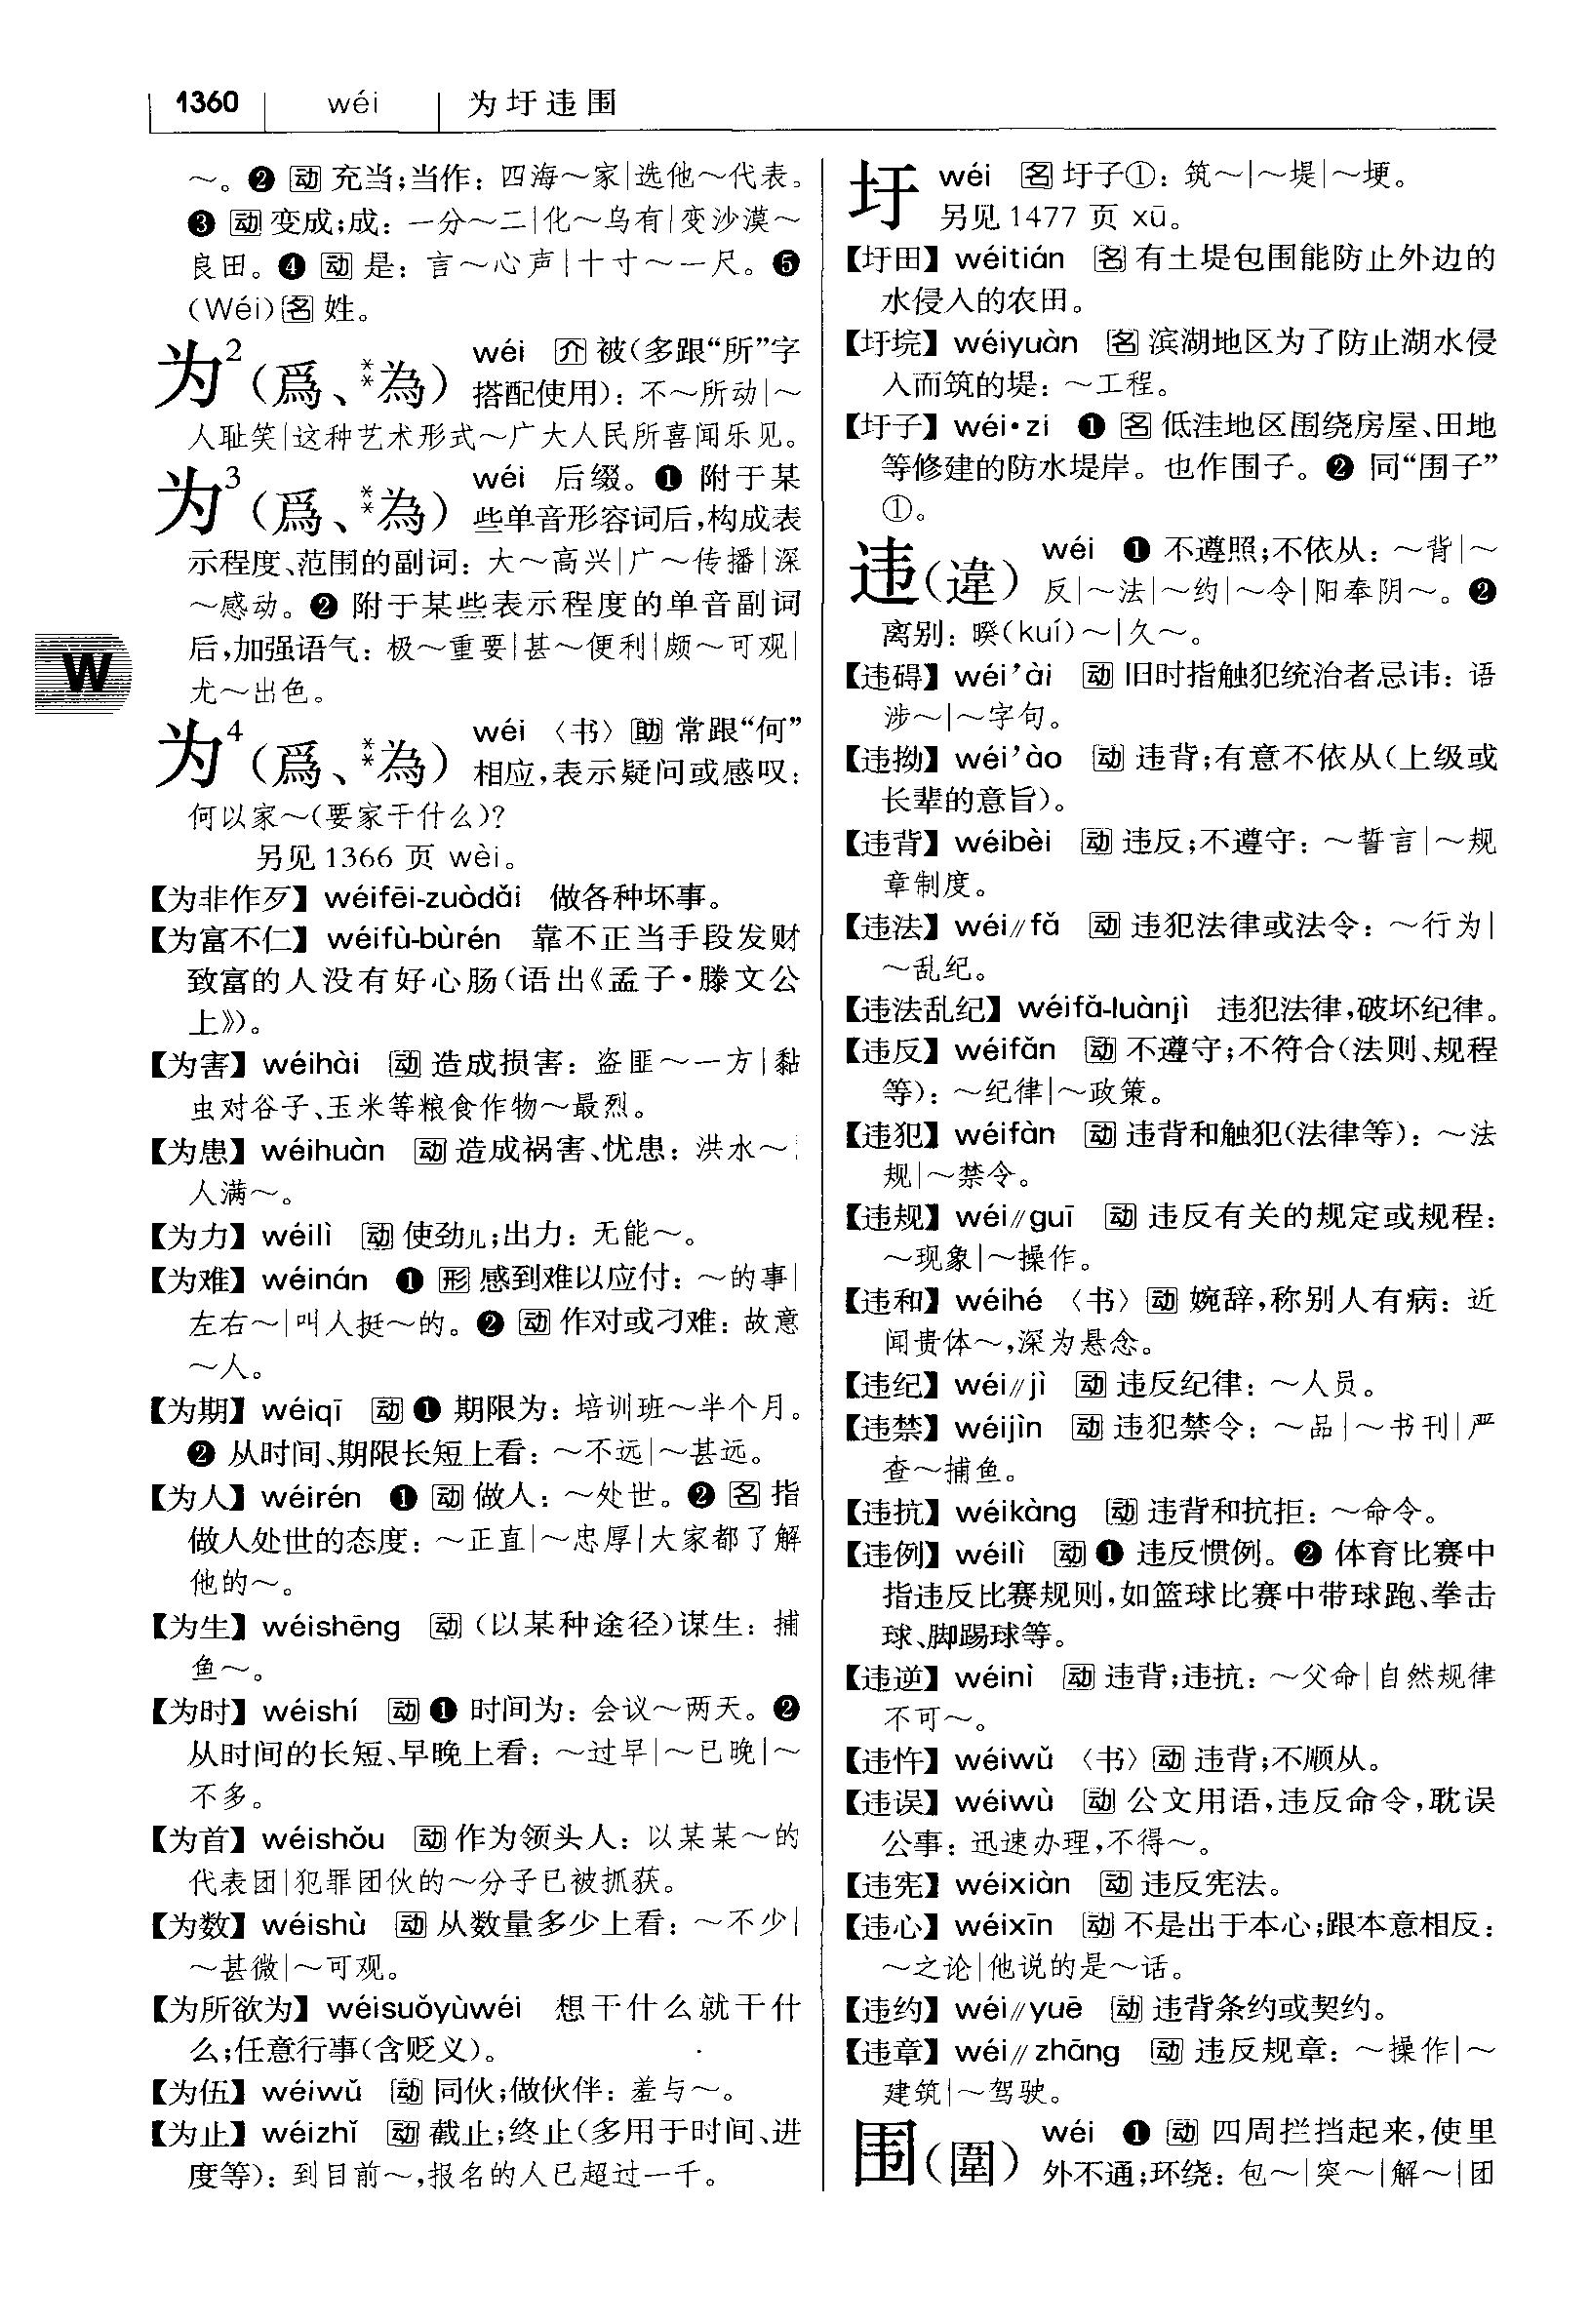 1360 wéi 为圩违围
～。❷ 动 充当;当作：四海～家|选他～代表。
❸ 动 变成;成：一分～二|化～乌有|变沙漠～
良田。❹ 动 是：言～心声|十寸～一尺。❺
(Wéi)名 姓。
为²(爲、**為) wéi 介 被(多跟“所”字
搭配使用)：不～所动|～
人耻笑|这种艺术形式～广大人民所喜闻乐见。
为³(爲、**為) wéi 后缀。❶ 附于某
些单音形容词后,构成表
示程度、范围的副词：大～高兴|广～传播|深
～感动。❷ 附于某些表示程度的单音副词
后,加强语气：极～重要|甚～便利|颇～可观|
尤～出色。
为⁴(爲、**為) wéi 〈书〉助 常跟“何”
相应,表示疑问或感叹：
何以家～(要家干什么)?
另见1366 页 wèi。
【为非作歹】wéifēi-zuòdǎi 做各种坏事。
【为富不仁】wéifù-bùrén 靠不正当手段发财
致富的人没有好心肠(语出《孟子·滕文公
上》)。
【为害】wéihài 动 造成损害：盗匪～一方|黏
虫对谷子、玉米等粮食作物～最烈。
【为患】wéihuàn 动 造成祸害、忧患：洪水～|
人满～。
【为力】wéilì 动 使劲儿;出力：无能～。
【为难】wéinán ❶ 形 感到难以应付：～的事|
左右～|叫人挺～的。❷ 动 作对或刁难：故意
～人。
【为期】wéiqī 动 ❶ 期限为：培训班～半个月。
❷ 从时间、期限长短上看：～不远|～甚远。
【为人】wéirén ❶ 动 做人：～处世。❷ 名 指
做人处世的态度：～正直|～忠厚|大家都了解
他的～。
【为生】wéishēng 动 (以某种途径)谋生：捕
鱼～。
【为时】wéishí 动 ❶ 时间为：会议～两天。❷
从时间的长短、早晚上看：～过早|～已晚|～
不多。
【为首】wéishǒu 动 作为领头人：以某某～的
代表团|犯罪团伙的～分子已被抓获。
【为数】wéishù 动 从数量多少上看：～不少|
～甚微|～可观。
【为所欲为】wéisuǒyùwéi 想干什么就干什
么;任意行事(含贬义)。
【为伍】wéiwǔ 动 同伙;做伙伴：羞与～。
【为止】wéizhǐ 动 截止;终止(多用于时间、进
度等)：到目前～,报名的人已超过一千。
W
圩 wéi 名 圩子①：筑～|～堤|～埂。
另见1477 页 xū。
【圩田】wéitián 名 有土堤包围能防止外边的
水侵入的农田。
【圩垸】wéiyuàn 名 滨湖地区为了防止湖水侵
入而筑的堤：～工程。
【圩子】wéi·zi ❶ 名 低洼地区围绕房屋、田地
等修建的防水堤岸。也作围子。❷ 同“围子”
①。
违(違) wéi ❶ 不遵照;不依从：～背|～
反|～法|～约|～令|阳奉阴～。❷
离别：暌(kuí)～|久～。
【违碍】wéi’ài 动 旧时指触犯统治者忌讳：语
涉～|～字句。
【违拗】wéi’ào 动 违背;有意不依从(上级或
长辈的意旨)。
【违背】wéibèi 动 违反;不遵守：～誓言|～规
章制度。
【违法】wéi∥fǎ 动 违犯法律或法令：～行为|
～乱纪。
【违法乱纪】wéifǎ-luànjì 违犯法律,破坏纪律。
【违反】wéifǎn 动 不遵守;不符合(法则、规程
等)：～纪律|～政策。
【违犯】wéifàn 动 违背和触犯(法律等)：～法
规|～禁令。
【违规】wéi∥guī 动 违反有关的规定或规程：
～现象|～操作。
【违和】wéihé 〈书〉动 婉辞,称别人有病：近
闻贵体～,深为悬念。
【违纪】wéi∥jì 动 违反纪律：～人员。
【违禁】wéijìn 动 违犯禁令：～品|～书刊|严
查～捕鱼。
【违抗】wéikàng 动 违背和抗拒：～命令。
【违例】wéilì 动 ❶ 违反惯例。❷ 体育比赛中
指违反比赛规则,如篮球比赛中带球跑、拳击
球、脚踢球等。
【违逆】wéinì 动 违背;违抗：～父命|自然规律
不可～。
【违忤】wéiwǔ 〈书〉动 违背;不顺从。
【违误】wéiwù 动 公文用语,违反命令,耽误
公事：迅速办理,不得～。
【违宪】wéixiàn 动 违反宪法。
【违心】wéixīn 动 不是出于本心;跟本意相反：
～之论|他说的是～话。
【违约】wéi∥yuē 动 违背条约或契约。
【违章】wéi∥zhāng 动 违反规章：～操作|～
建筑|～驾驶。
围(圍) wéi ❶ 动 四周拦挡起来,使里
外不通;环绕：包～|突～|解～|团